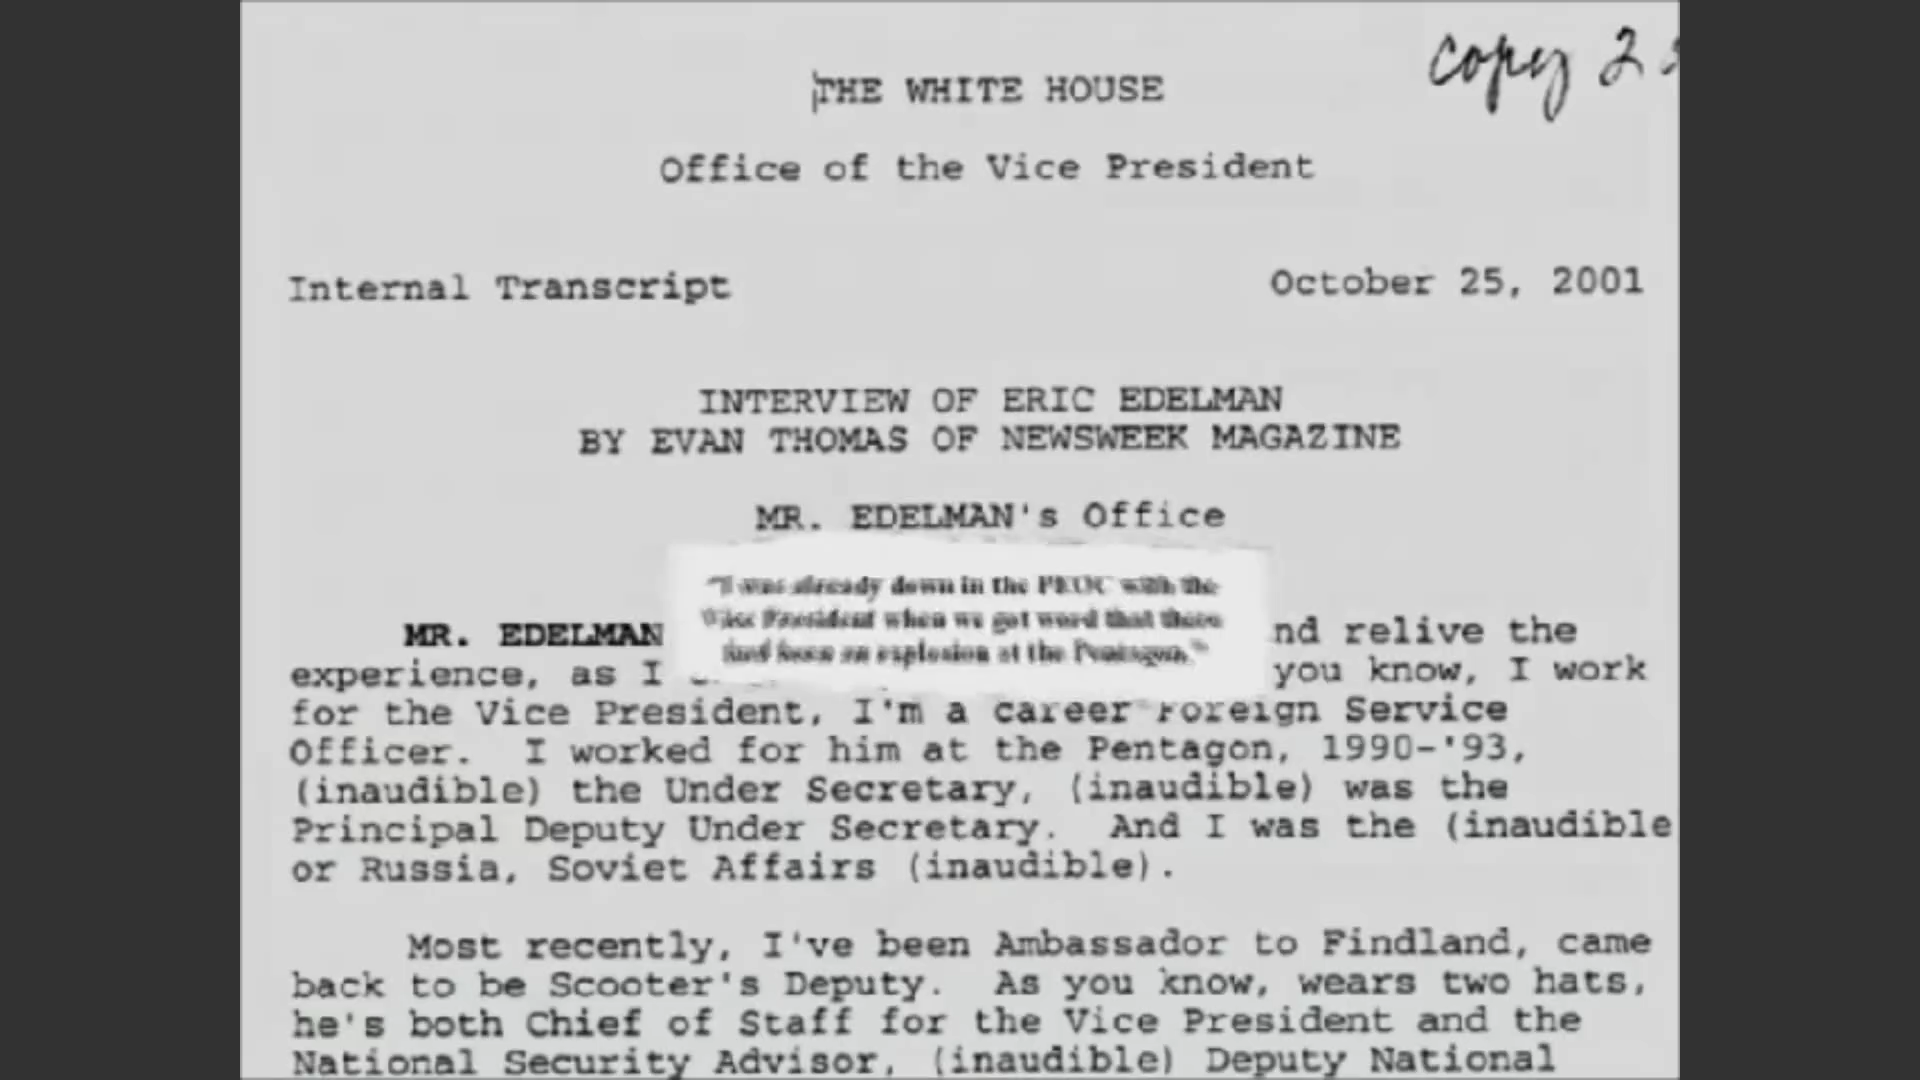 copy 2
THE WHITE HOUSE
Office of the Vice President
Internal Transcript
October 25, 2001
INTERVIEW OF ERIC EDELMAN
BY EVAN THOMAS OF NEWSWEEK MAGAZINE
MR. EDELMAN's Office
"I was already down in the PEOC with the
Vice President when we got word that there
had been an explosion at the Pentagon."
MR. EDELMAN nd relive the
experience, as I you know, I work
for the Vice President, I'm a career Foreign Service
Officer. I worked for him at the Pentagon, 1990-'93,
(inaudible) the Under Secretary, (inaudible) was the
Principal Deputy Under Secretary. And I was the (inaudible
or Russia, Soviet Affairs (inaudible).
Most recently, I've been Ambassador to Findland, came
back to be Scooter's Deputy. As you know, wears two hats,
he's both Chief of Staff for the Vice President and the
National Security Advisor, (inaudible) Deputy National